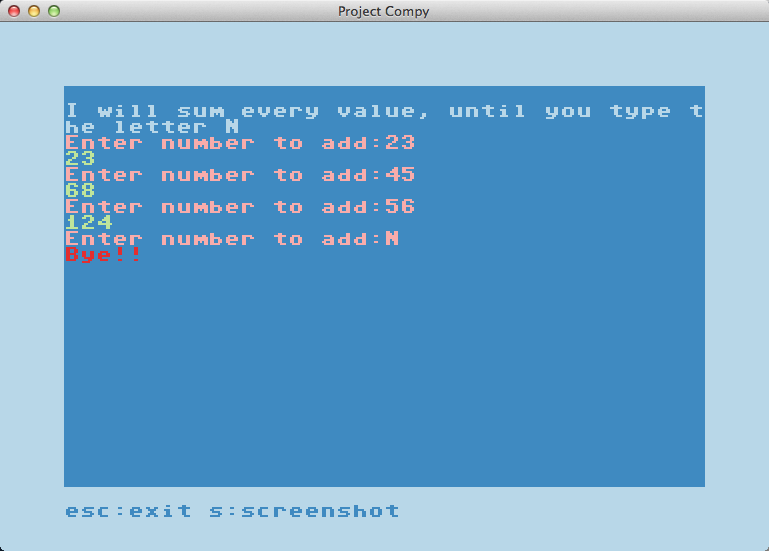 Project Compy
I will sum every value, until you type t
he letter N
Enter number to add:23
23
Enter number to add:45
68
Enter number to add:56
124
Enter number to add:N
Bye!!
esc:exit s:screenshot